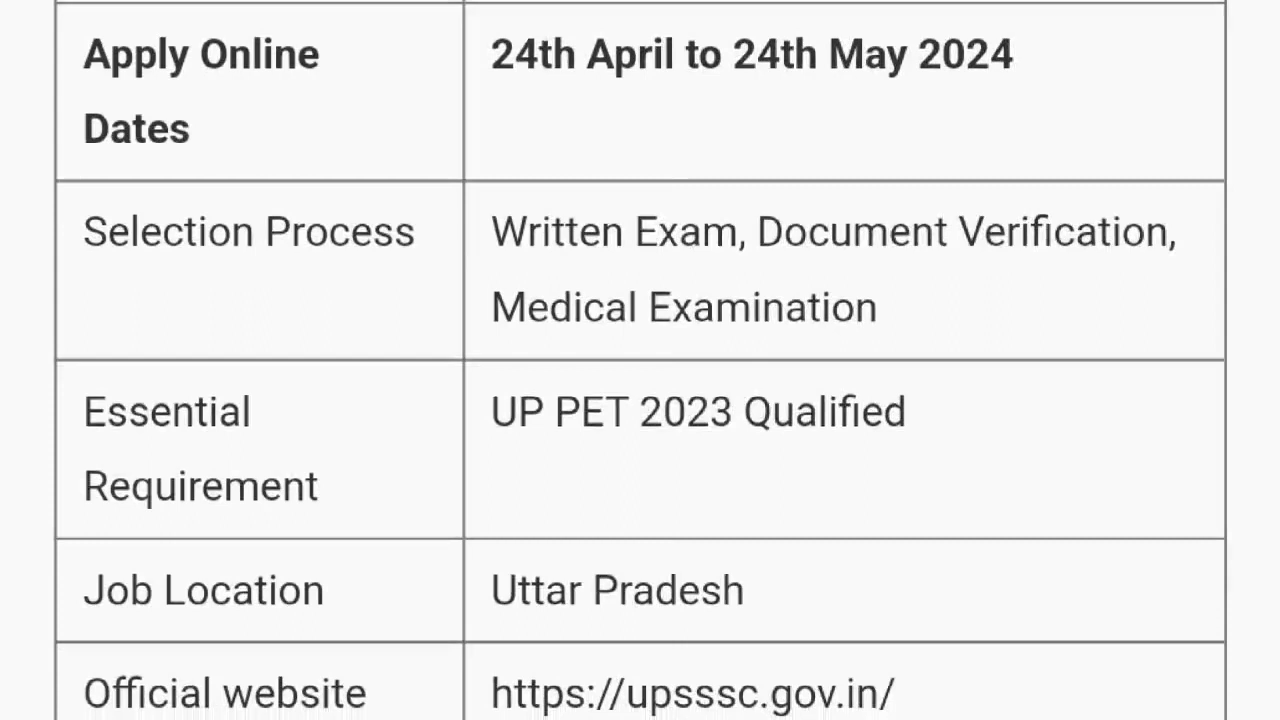 Apply Online
Dates
24th April to 24th May 2024
Selection Process
Written Exam, Document Verification,
Medical Examination
Essential
Requirement
UP PET 2023 Qualified
Job Location
Uttar Pradesh
Official website
https://upsssc.gov.in/